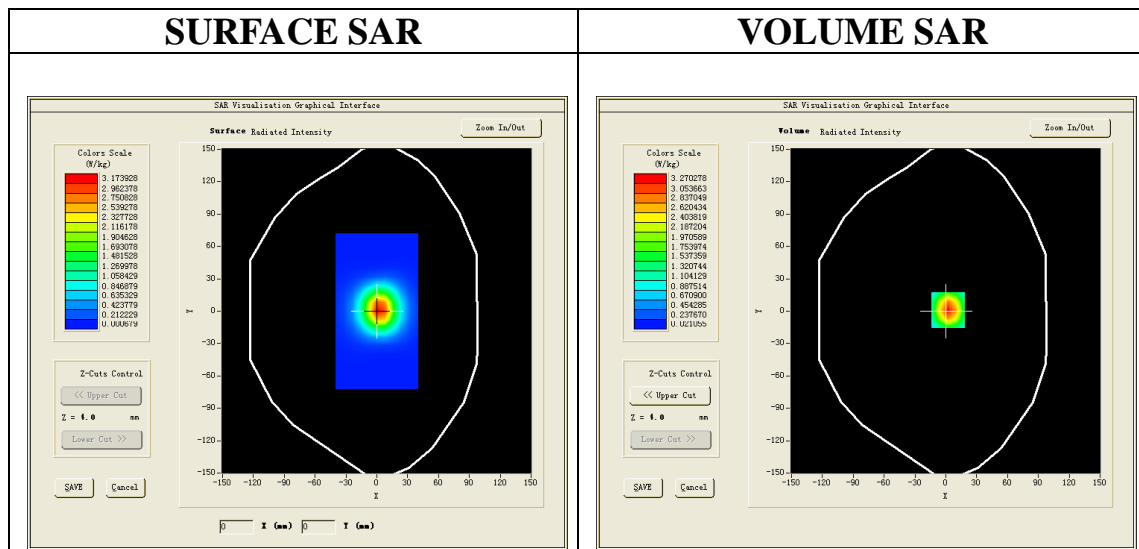 SURFACE SAR
VOLUME SAR
SAR Visualisation Graphical Interface
Surface Radiated Intensity
Zoom In/Out
Colors Scale
(W/kg)
3.173928
2.962378
2.750828
2.539278
2.327728
2.116178
1.904628
1.693078
1.481528
1.269978
1.058429
0.846879
0.635329
0.423779
0.212229
0.000679
Z-Cuts Control
<< Upper Cut
Z = 4.0 mm
Lower Cut >>
SAVE
Cancel
150
120
90
60
30
0
-30
-60
-90
-120
-150
Y
-150 -120 -90 -60 -30 0 30 60 90 120 150
X
0 X (mm) 0 Y (mm)
SAR Visualisation Graphical Interface
Volume Radiated Intensity
Zoom In/Out
Colors Scale
(W/kg)
3.270278
3.053663
2.837049
2.620434
2.403819
2.187204
1.970589
1.753974
1.537359
1.320744
1.104129
0.887514
0.670900
0.454285
0.237670
0.021055
Z-Cuts Control
<< Upper Cut
Z = 4.0 mm
Lower Cut >>
SAVE
Cancel
150
120
90
60
30
0
-30
-60
-90
-120
-150
Y
-150 -120 -90 -60 -30 0 30 60 90 120 150
X